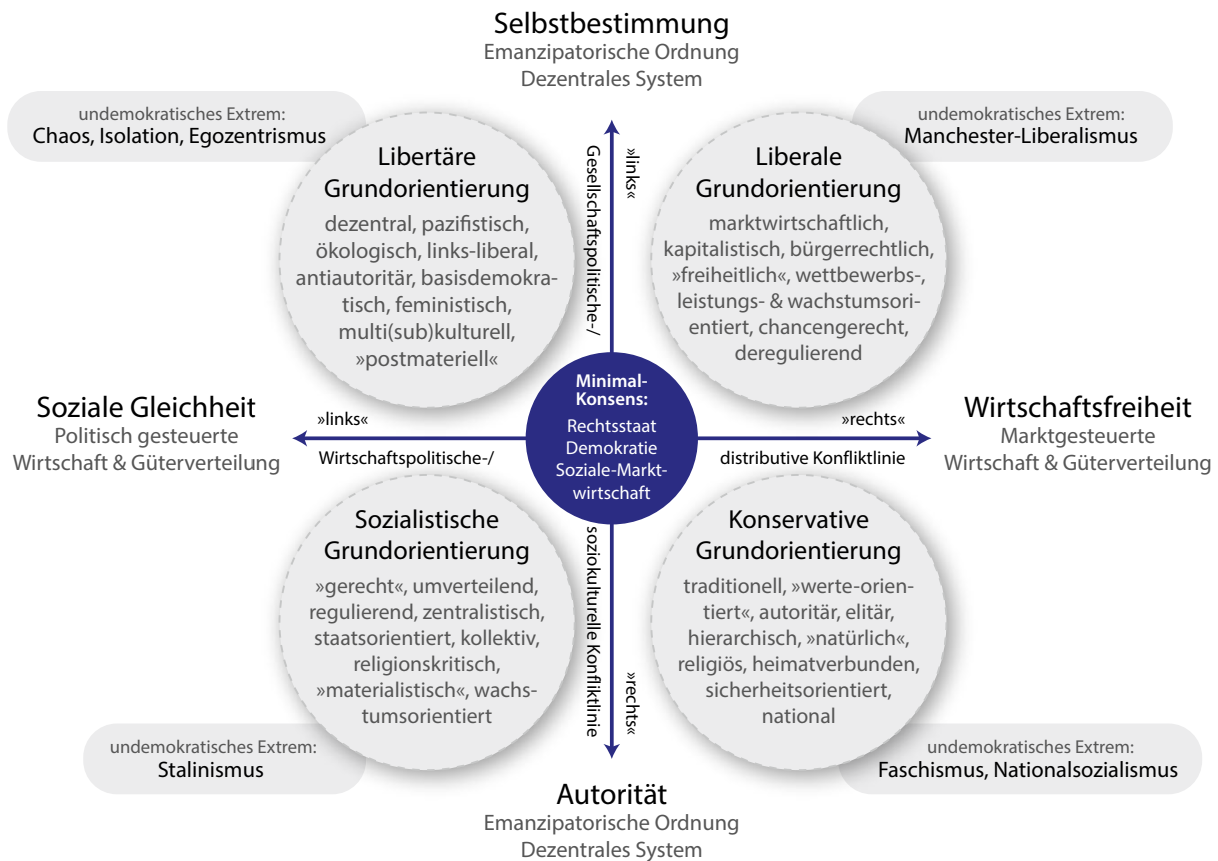 Selbstbestimmung
Emanzipatorische Ordnung
Dezentrales System
undemokratisches Extrem:
Chaos, Isolation, Egozentrismus
undemokratisches Extrem:
Manchester-Liberalismus
Libertäre
Grundorientierung
dezentral, pazifistisch,
ökologisch, links-liberal,
antiautoritär, basisdemokra-
tisch, feministisch,
multi(sub)kulturell,
»postmateriell«
Gesellschaftspolitische-/
»links«
Liberale
Grundorientierung
marktwirtschaftlich,
kapitalistisch, bürgerrechtlich,
»freiheitlich«, wettbewerbs-,
leistungs- & wachstumsori-
entiert, chancengerecht,
deregulierend
Soziale Gleichheit
Politisch gesteuerte
Wirtschaft & Güterverteilung
»links«
Wirtschaftspolitische-/
Minimal-
Konsens:
Rechtsstaat
Demokratie
Soziale-Markt-
wirtschaft
»rechts«
distributive Konfliktlinie
Wirtschaftsfreiheit
Marktgesteuerte
Wirtschaft & Güterverteilung
Sozialistische
Grundorientierung
»gerecht«, umverteilend,
regulierend, zentralistisch,
staatsorientiert, kollektiv,
religionskritisch,
»materialistisch«, wachs-
tumsorientiert
soziokulturelle Konfliktlinie
»rechts«
Konservative
Grundorientierung
traditionell, »werte-orien-
tiert«, autoritär, elitär,
hierarchisch, »natürlich«,
religiös, heimatverbunden,
sicherheitsorientiert,
national
undemokratisches Extrem:
Stalinismus
undemokratisches Extrem:
Faschismus, Nationalsozialismus
Autorität
Emanzipatorische Ordnung
Dezentrales System